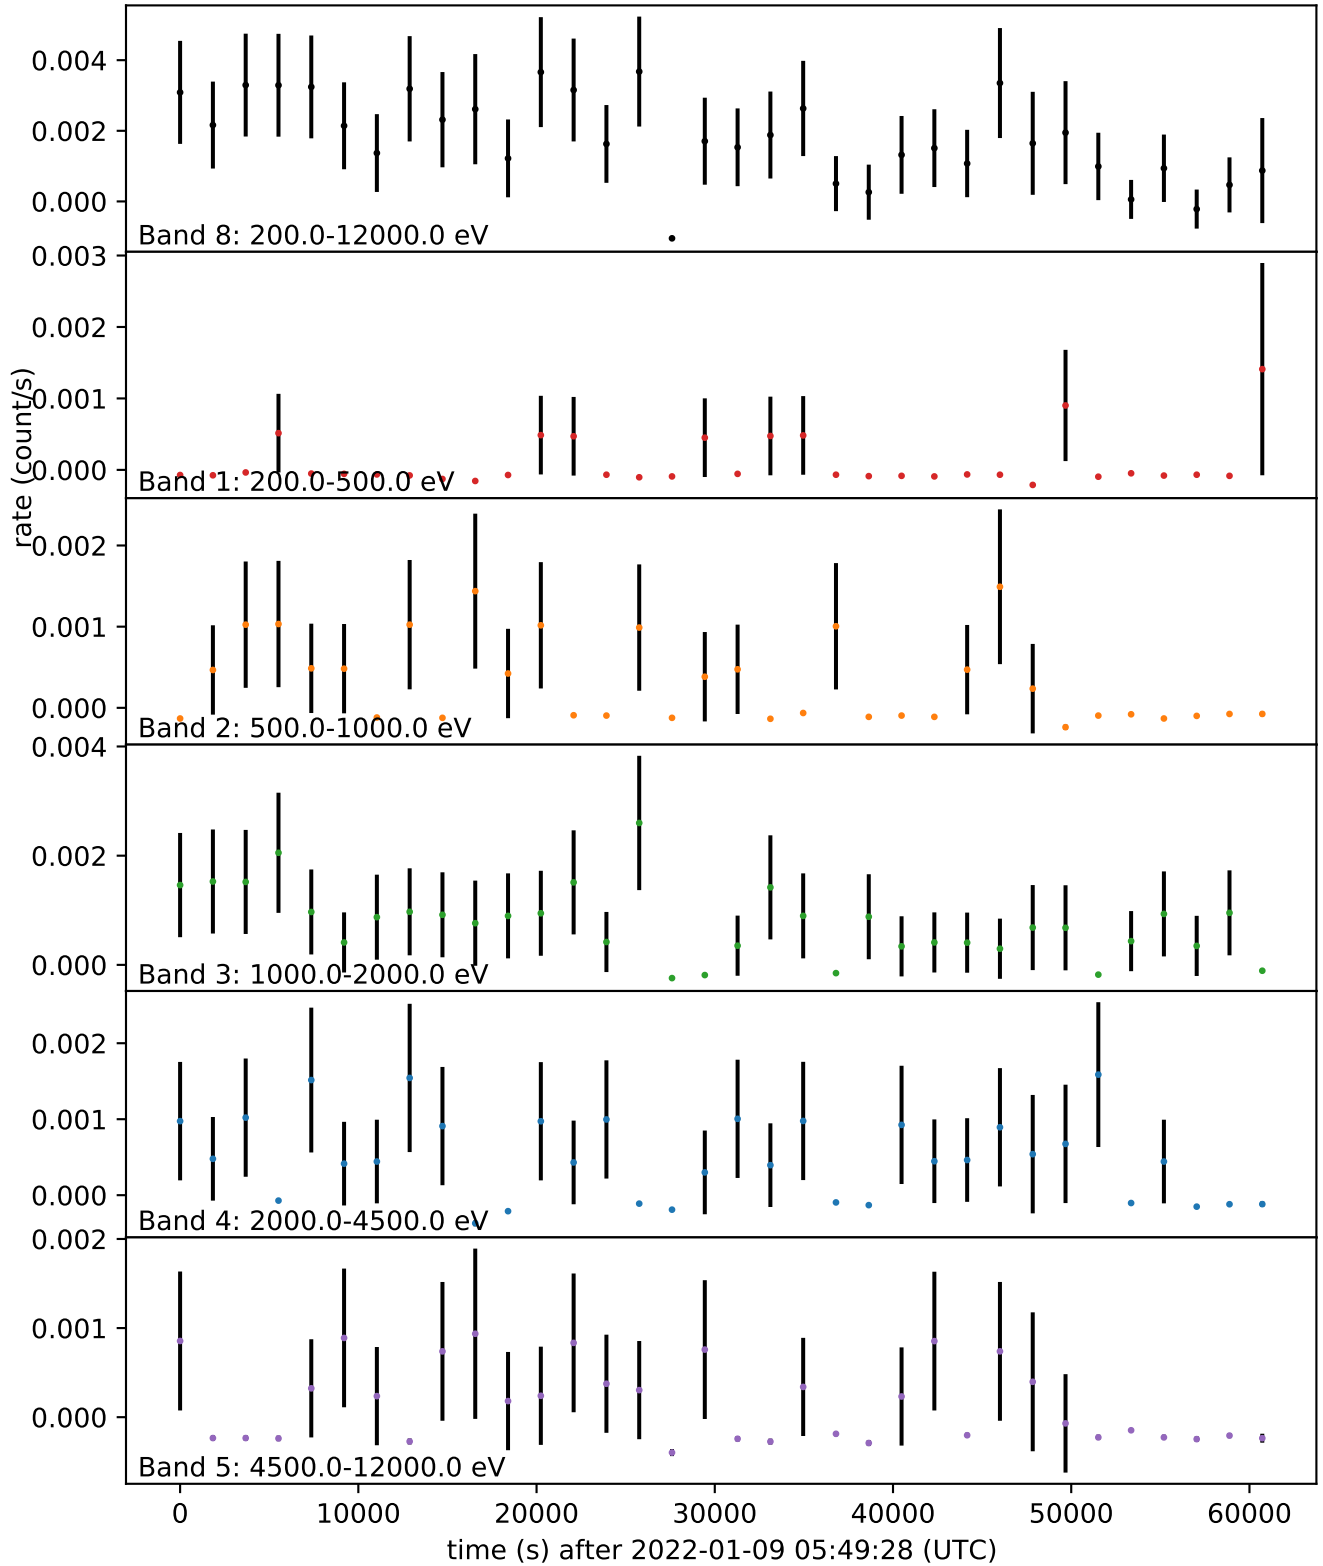 0.004
0.002
0.000
Band 8: 200.0-12000.0 eV
0.003
0.002
0.001
0.000
Band 1: 200.0-500.0 eV
rate (count/s)
0.002
0.001
0.000
Band 2: 500.0-1000.0 eV
0.004
0.002
0.000
Band 3: 1000.0-2000.0 eV
0.002
0.001
0.000
Band 4: 2000.0-4500.0 eV
0.002
0.001
0.000
Band 5: 4500.0-12000.0 eV
0 10000 20000 30000 40000 50000 60000
time (s) after 2022-01-09 05:49:28 (UTC)